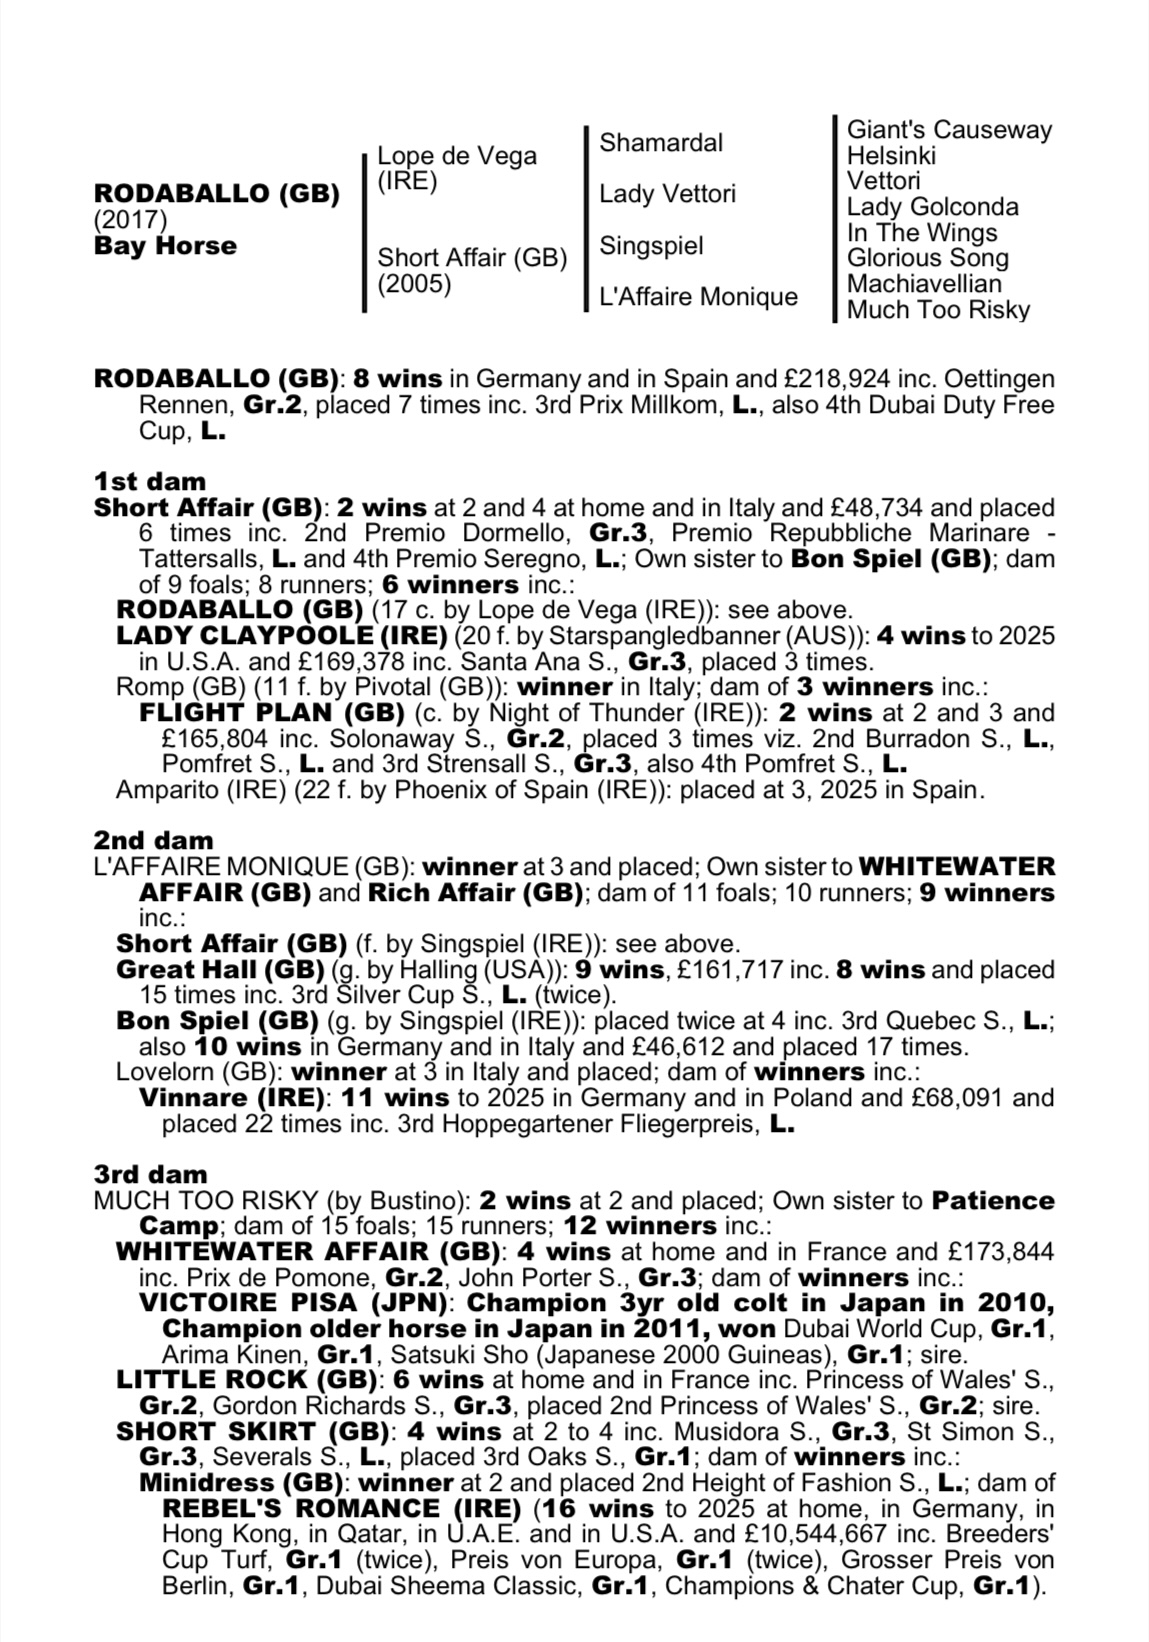 RODABALLO (GB)
(2017)
Bay Horse
Lope de Vega
(IRE)
Short Affair (GB)
(2005)
Shamardal
Lady Vettori
Singspiel
L'Affaire Monique
Giant's Causeway
Helsinki
Vettori
Lady Golconda
In The Wings
Glorious Song
Machiavellian
Much Too Risky
RODABALLO (GB): 8 wins in Germany and in Spain and £218,924 inc. Oettingen
Rennen, Gr.2, placed 7 times inc. 3rd Prix Millkom, L., also 4th Dubai Duty Free
Cup, L.
1st dam
Short Affair (GB): 2 wins at 2 and 4 at home and in Italy and £48,734 and placed
6 times inc. 2nd Premio Dormello, Gr.3, Premio Repubbliche Marinare -
Tattersalls, L. and 4th Premio Seregno, L.; Own sister to Bon Spiel (GB); dam
of 9 foals; 8 runners; 6 winners inc.:
RODABALLO (GB) (17 c. by Lope de Vega (IRE)): see above.
LADY CLAYPOOLE (IRE) (20 f. by Starspangledbanner (AUS)): 4 wins to 2025
in U.S.A. and £169,378 inc. Santa Ana S., Gr.3, placed 3 times.
Romp (GB) (11 f. by Pivotal (GB)): winner in Italy; dam of 3 winners inc.:
FLIGHT PLAN (GB) (c. by Night of Thunder (IRE)): 2 wins at 2 and 3 and
£165,804 inc. Solonaway S., Gr.2, placed 3 times viz. 2nd Burradon S., L.,
Pomfret S., L. and 3rd Strensall S., Gr.3, also 4th Pomfret S., L.
Amparito (IRE) (22 f. by Phoenix of Spain (IRE)): placed at 3, 2025 in Spain.
2nd dam
L'AFFAIRE MONIQUE (GB): winner at 3 and placed; Own sister to WHITEWATER
AFFAIR (GB) and Rich Affair (GB); dam of 11 foals; 10 runners; 9 winners
inc.:
Short Affair (GB) (f. by Singspiel (IRE)): see above.
Great Hall (GB) (g. by Halling (USA)): 9 wins, £161,717 inc. 8 wins and placed
15 times inc. 3rd Silver Cup S., L. (twice).
Bon Spiel (GB) (g. by Singspiel (IRE)): placed twice at 4 inc. 3rd Quebec S., L.;
also 10 wins in Germany and in Italy and £46,612 and placed 17 times.
Lovelorn (GB): winner at 3 in Italy and placed; dam of winners inc.:
Vinnare (IRE): 11 wins to 2025 in Germany and in Poland and £68,091 and
placed 22 times inc. 3rd Hoppegartener Fliegerpreis, L.
3rd dam
MUCH TOO RISKY (by Bustino): 2 wins at 2 and placed; Own sister to Patience
Camp; dam of 15 foals; 15 runners; 12 winners inc.:
WHITEWATER AFFAIR (GB): 4 wins at home and in France and £173,844
inc. Prix de Pomone, Gr.2, John Porter S., Gr.3; dam of winners inc.:
VICTOIRE PISA (JPN): Champion 3yr old colt in Japan in 2010,
Champion older horse in Japan in 2011, won Dubai World Cup, Gr.1,
Arima Kinen, Gr.1, Satsuki Sho (Japanese 2000 Guineas), Gr.1; sire.
LITTLE ROCK (GB): 6 wins at home and in France inc. Princess of Wales' S.,
Gr.2, Gordon Richards S., Gr.3, placed 2nd Princess of Wales' S., Gr.2; sire.
SHORT SKIRT (GB): 4 wins at 2 to 4 inc. Musidora S., Gr.3, St Simon S.,
Gr.3, Severals S., L., placed 3rd Oaks S., Gr.1; dam of winners inc.:
Minidress (GB): winner at 2 and placed 2nd Height of Fashion S., L.; dam of
REBEL'S ROMANCE (IRE) (16 wins to 2025 at home, in Germany, in
Hong Kong, in Qatar, in U.A.E. and in U.S.A. and £10,544,667 inc. Breeders'
Cup Turf, Gr.1 (twice), Preis von Europa, Gr.1 (twice), Grosser Preis von
Berlin, Gr.1, Dubai Sheema Classic, Gr.1, Champions & Chater Cup, Gr.1).